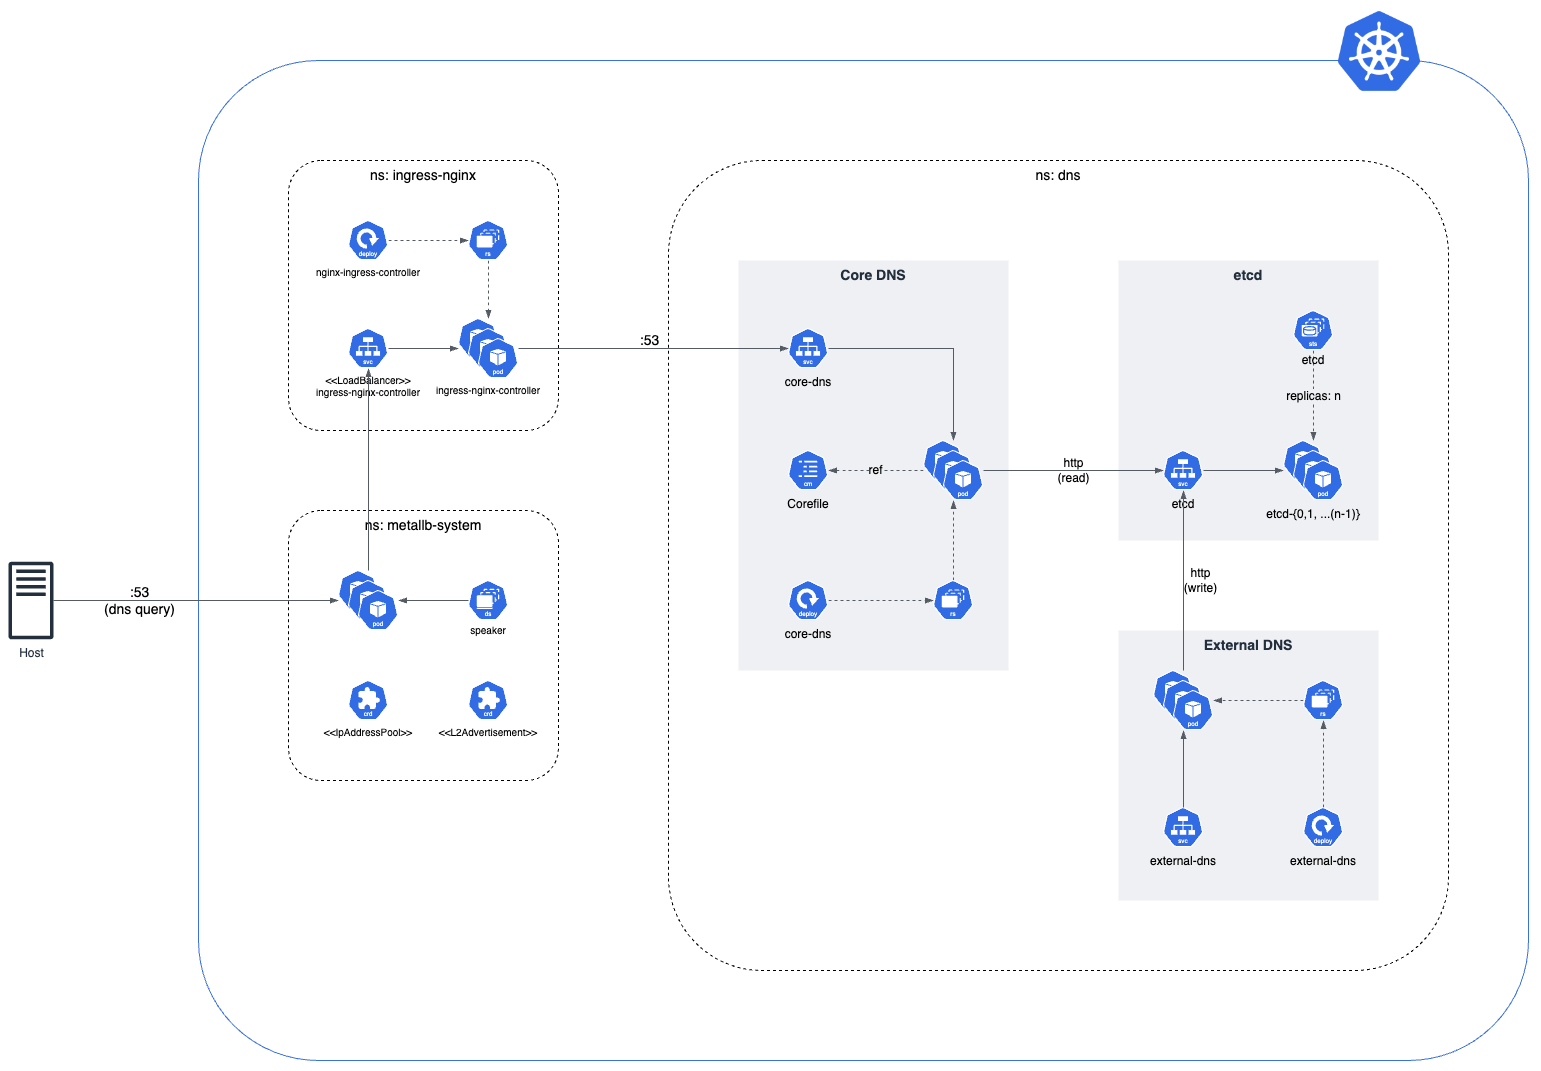 ns: ingress-nginx
deploy
rs
nginx-ingress-controller
svc
<<LoadBalancer>>
ingress-nginx-controller
pod
ingress-nginx-controller
:53
ns: metallb-system
Host
:53
(dns query)
pod
ds
speaker
crd
<<IpAddressPool>>
crd
<<L2Advertisement>>
ns: dns
Core DNS
svc
core-dns
cm
Corefile
ref
pod
deploy
core-dns
rs
http
(read)
etcd
sts
etcd
replicas: n
svc
etcd
pod
etcd-{0,1, ...(n-1)}
http
(write)
External DNS
pod
rs
svc
external-dns
deploy
external-dns